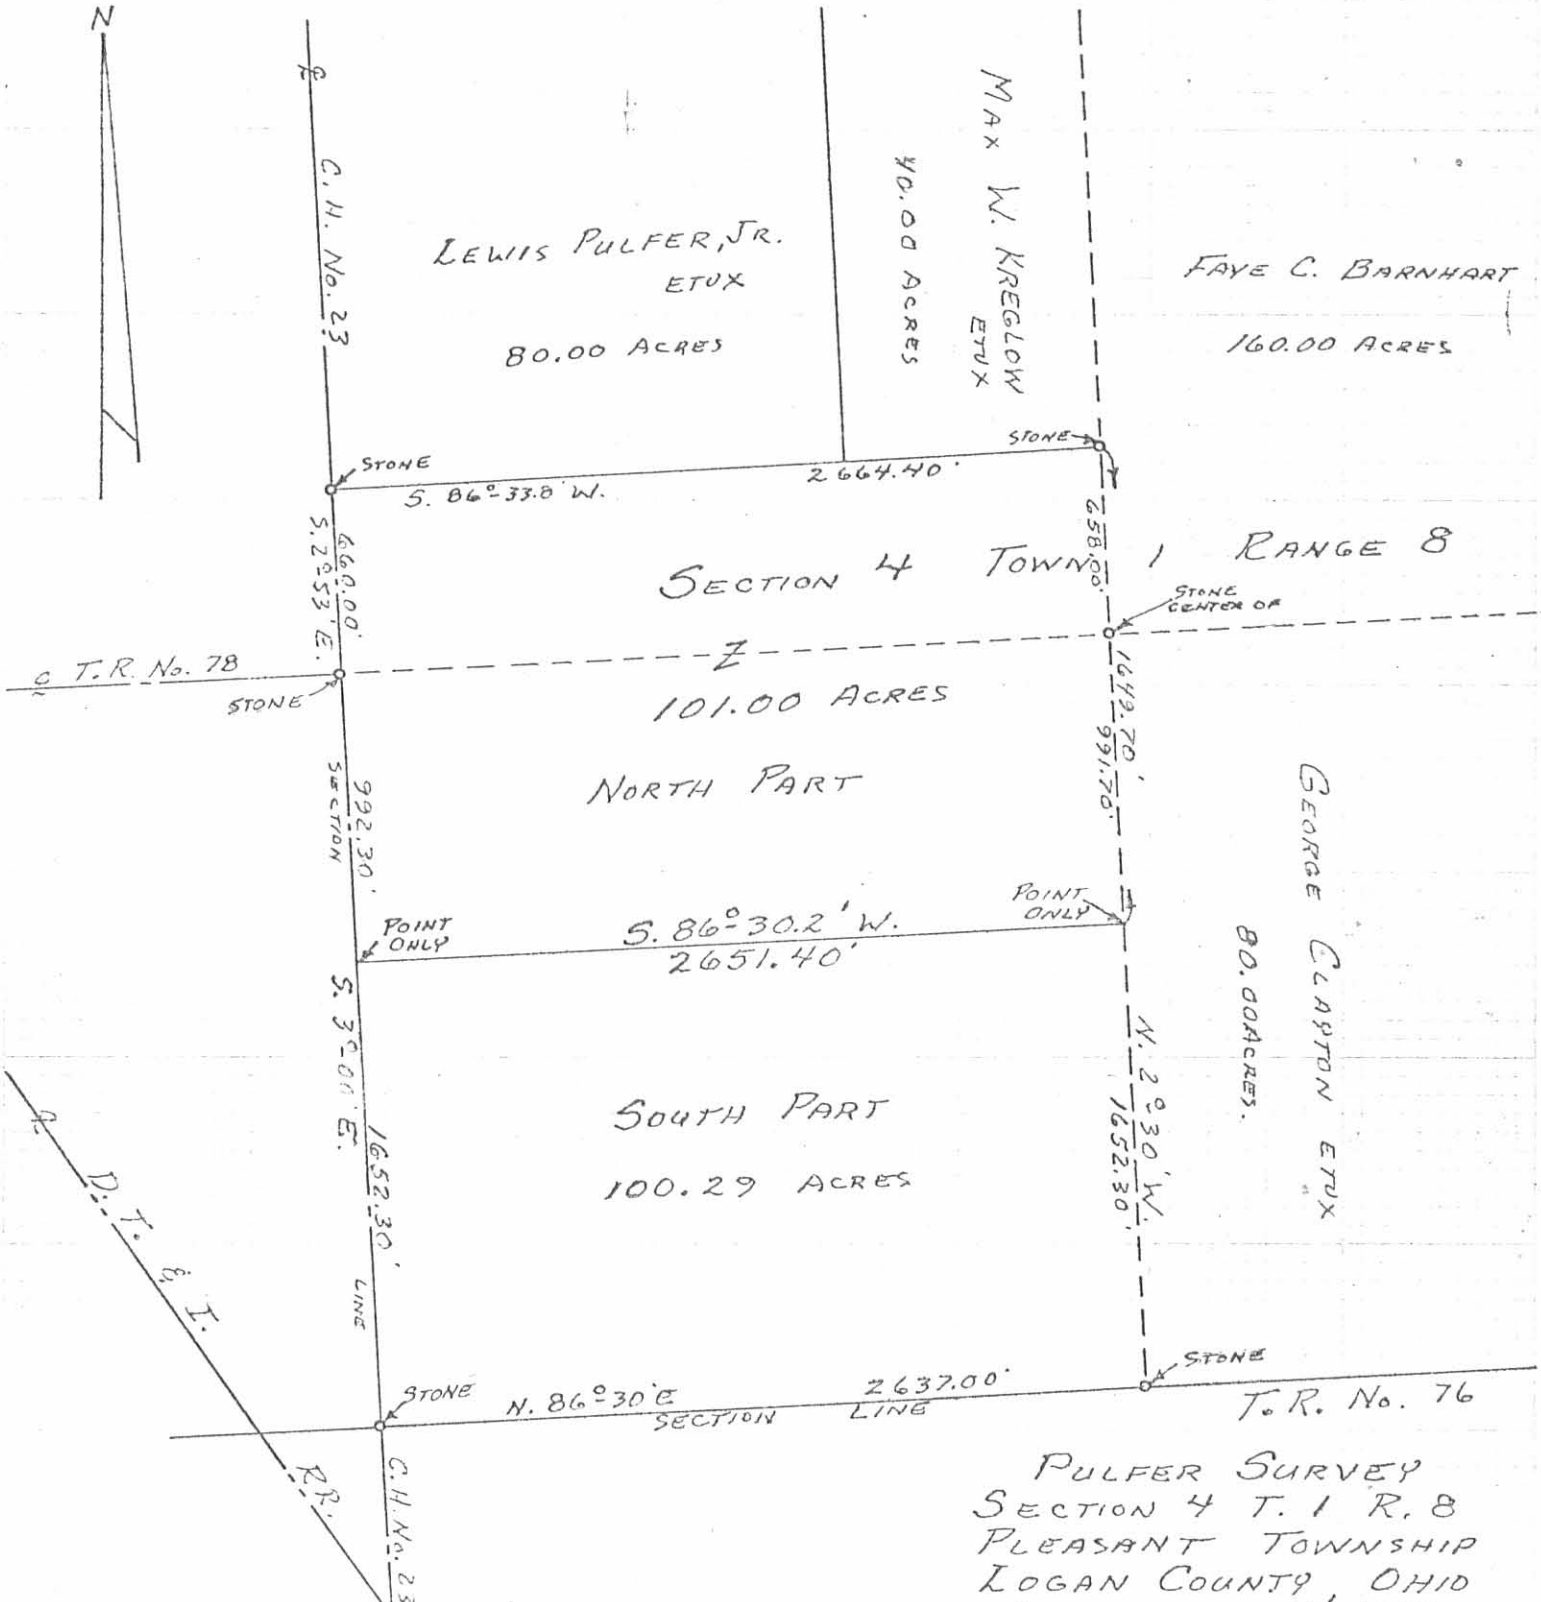 N
C.H. No. 23
LEWIS PULFER, JR.
ETUX
80.00 ACRES
MAX W. KREGLOW
ETUX
40.00 ACRES
FAYE C. BARNHART
160.00 ACRES
STONE
STONE
S. 86°-33.8' W.
2664.40'
S. 2°-53' E.
660.00'
658.00'
SECTION 4 TOWN 1 RANGE 8
STONE
CENTER OF
T.R. No. 78
STONE
Z
101.00 ACRES
NORTH PART
1649.70'
991.70'
SECTION
992.30'
POINT
ONLY
POINT
ONLY
S. 86°-30.2' W.
2651.40'
GEORGE CLAYTON ETUX
80.00 ACRES.
S. 3°-00' E.
1652.30'
LINE
SOUTH PART
100.29 ACRES
N. 2°-30' W.
1652.30'
D. T. & I. R.R.
STONE
N. 86°-30' E
2637.00'
SECTION LINE
STONE
T.R. No. 76
C.H. No. 23
PULFER SURVEY
SECTION 4 T. 1 R. 8
PLEASANT TOWNSHIP
LOGAN COUNTY, OHIO